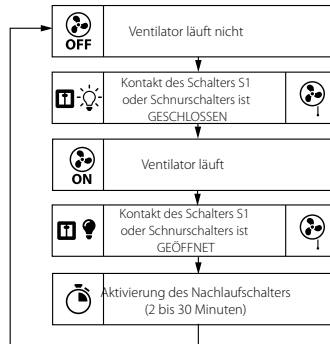 OFF
Ventilator läuft nicht
Kontakt des Schalters S1
oder Schnurschalters ist
GESCHLOSSEN
ON
Ventilator läuft
Kontakt des Schalters S1
oder Schnurschalters ist
GEÖFFNET
Aktivierung des Nachlaufschalters
(2 bis 30 Minuten)